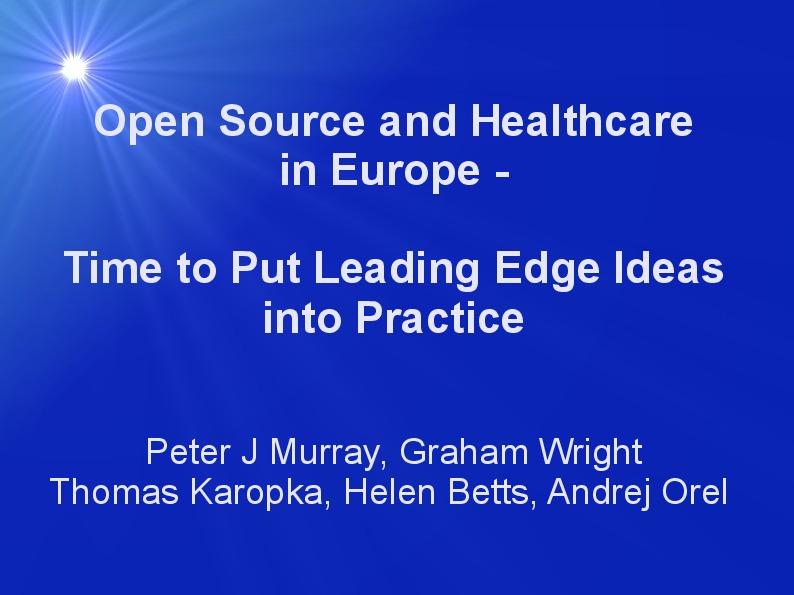 Open Source and Healthcare
in Europe -
Time to Put Leading Edge Ideas
into Practice
Peter J Murray, Graham Wright
Thomas Karopka, Helen Betts, Andrej Orel